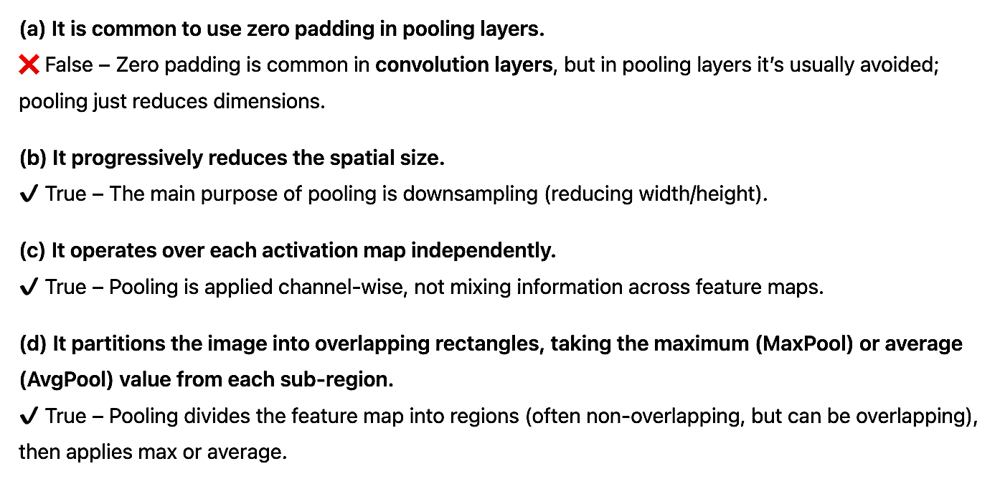 (a) It is common to use zero padding in pooling layers.
❌ False – Zero padding is common in convolution layers, but in pooling layers it’s usually avoided;
pooling just reduces dimensions.
(b) It progressively reduces the spatial size.
✔ True – The main purpose of pooling is downsampling (reducing width/height).
(c) It operates over each activation map independently.
✔ True – Pooling is applied channel-wise, not mixing information across feature maps.
(d) It partitions the image into overlapping rectangles, taking the maximum (MaxPool) or average
(AvgPool) value from each sub-region.
✔ True – Pooling divides the feature map into regions (often non-overlapping, but can be overlapping),
then applies max or average.